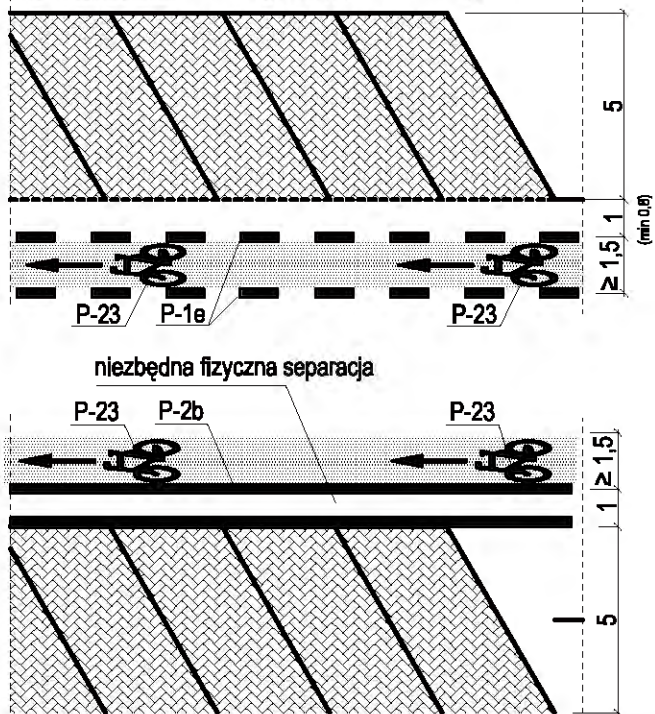 5
1
(min 0,8)
≥ 1,5
P-23 P-1e P-23
niezbędna fizyczna separacja
P-23 P-2b P-23
≥ 1,5
1
5